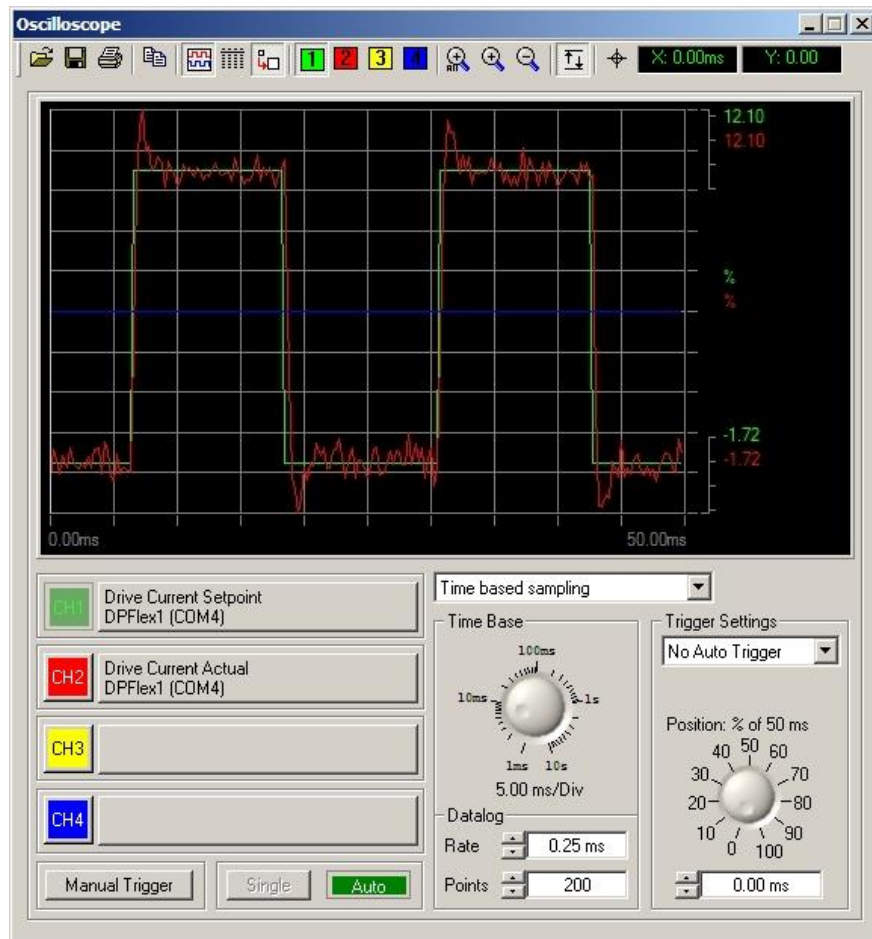 Oscilloscope
1 2 3 4 All X: 0.00ms Y: 0.00
12.10
12.10
%
%
-1.72
-1.72
0.00ms 50.00ms
CH1 Drive Current Setpoint
DPFlex1 (COM4)
CH2 Drive Current Actual
DPFlex1 (COM4)
CH3
CH4
Manual Trigger Single Auto
Time based sampling
Time Base
100ms
10ms 1s
1ms 10s
5.00 ms/Div
Datalog
Rate 0.25 ms
Points 200
Trigger Settings
No Auto Trigger
Position: % of 50 ms
40 50 60
30 70
20 80
10 90
0 100
0.00 ms